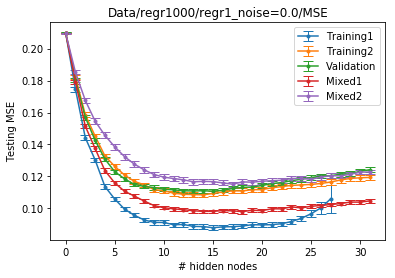 Data/regr1000/regr1_noise=0.0/MSE
Testing MSE
0.20
0.18
0.16
0.14
0.12
0.10
Training1
Training2
Validation
Mixed1
Mixed2
0 5 10 15 20 25 30
# hidden nodes